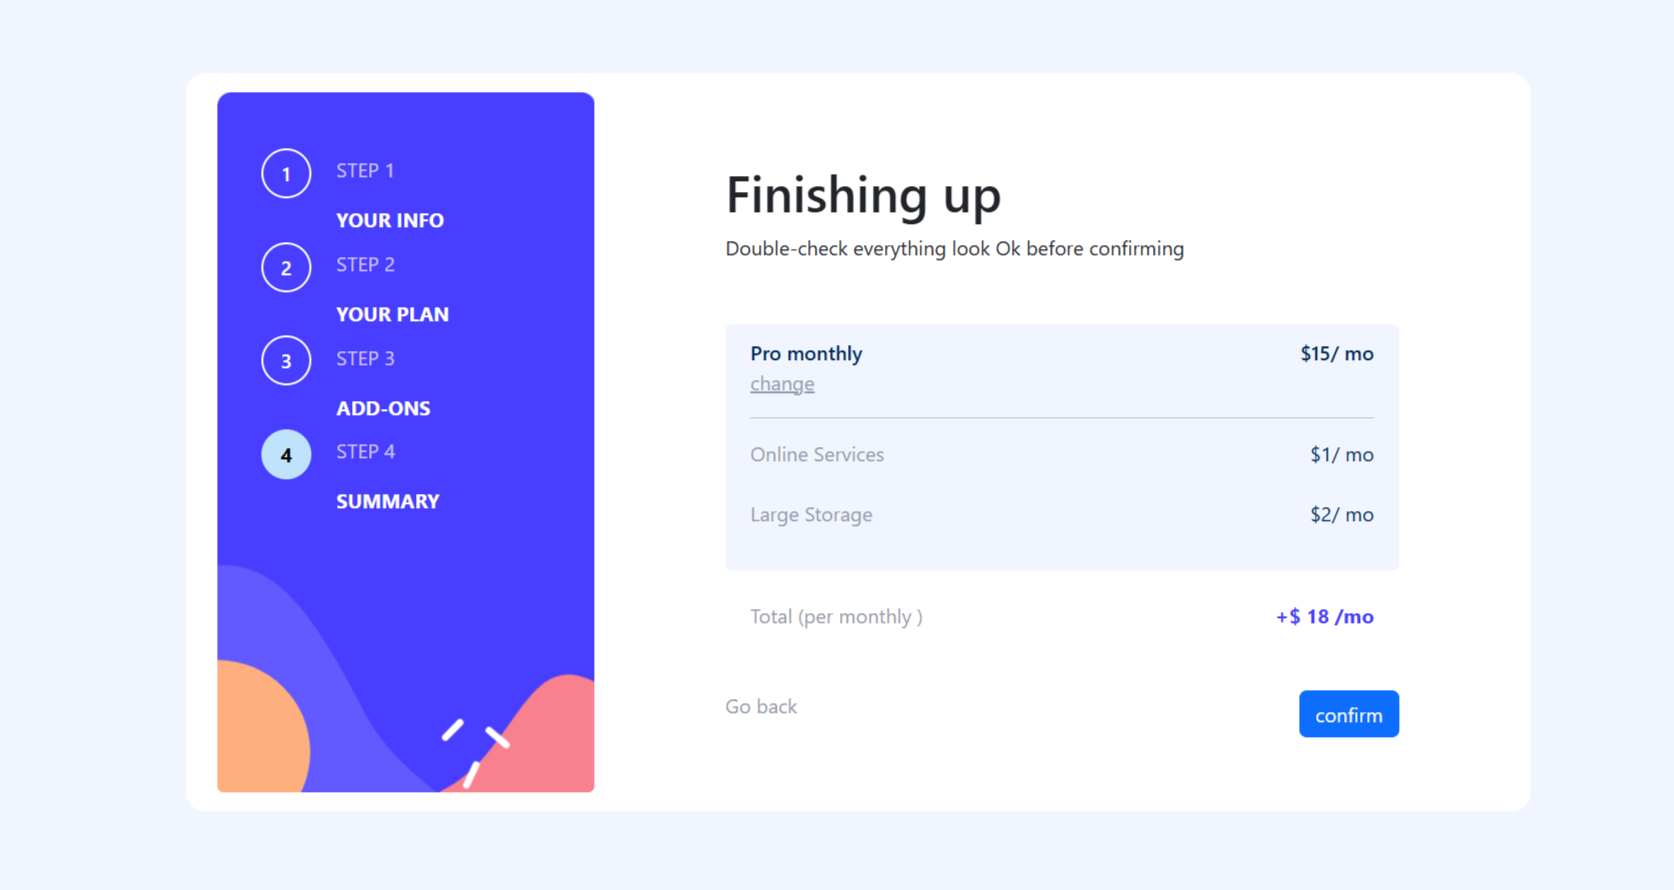 1 STEP 1
YOUR INFO
2 STEP 2
YOUR PLAN
3 STEP 3
ADD-ONS
4 STEP 4
SUMMARY
Finishing up
Double-check everything look Ok before confirming
Pro monthly $15/ mo
change
Online Services $1/ mo
Large Storage $2/ mo
Total (per monthly ) +$ 18 /mo
Go back confirm